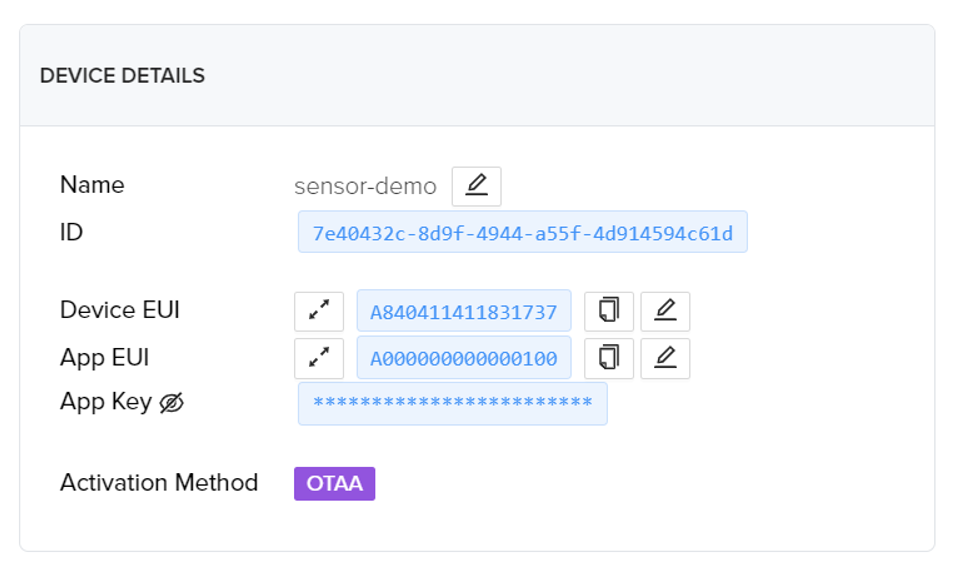 DEVICE DETAILS
Name sensor-demo
ID 7e40432c-8d9f-4944-a55f-4d914594c61d
Device EUI A840411411831737
App EUI A000000000000100
App Key ************************
Activation Method OTAA